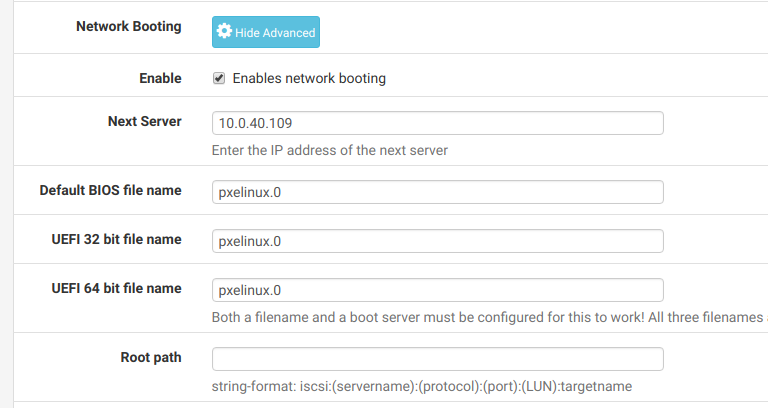 Network Booting Hide Advanced
Enable Enables network booting
Next Server 10.0.40.109
Enter the IP address of the next server
Default BIOS file name pxelinux.0
UEFI 32 bit file name pxelinux.0
UEFI 64 bit file name pxelinux.0
Both a filename and a boot server must be configured for this to work! All three filenames
Root path
string-format: iscsi:(servername):(protocol):(port):(LUN):targetname